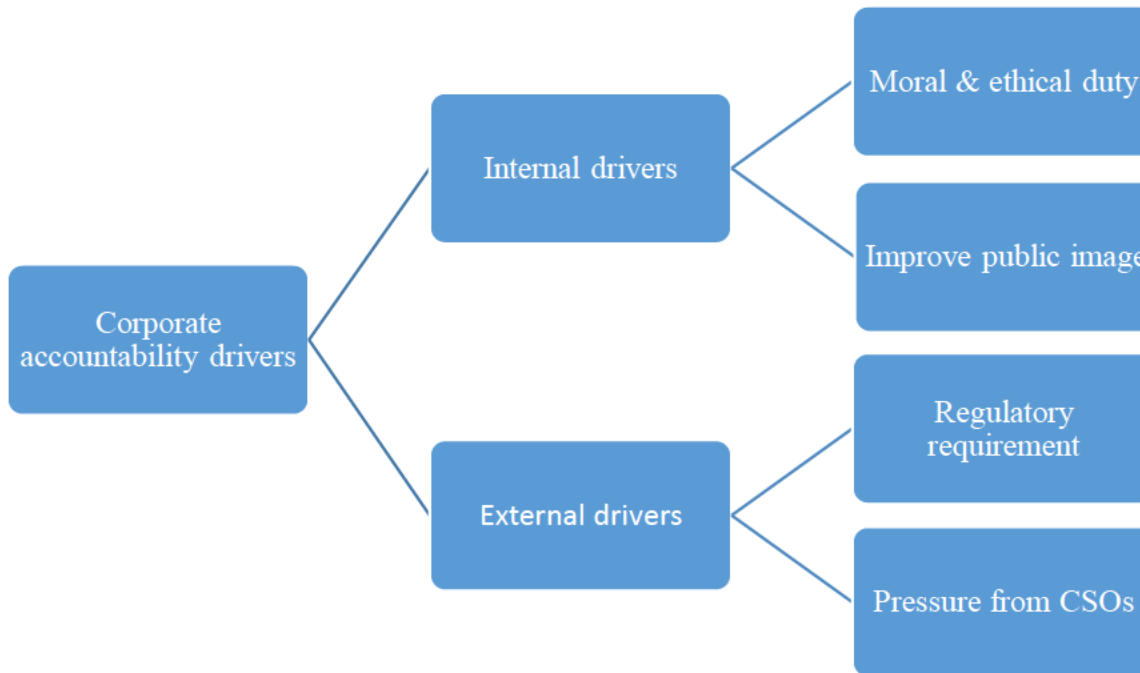 Corporate
accountability drivers
Internal drivers
Moral & ethical duty
Improve public image
External drivers
Regulatory
requirement
Pressure from CSOs